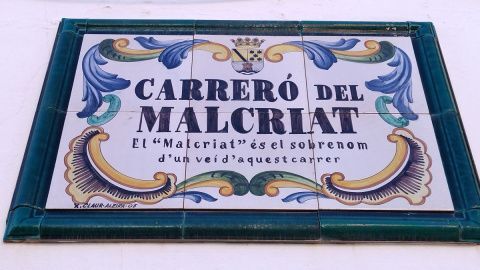 CARRERÓ DEL
MALCRIAT
El "Malcriat" és el sobrenom
d'un veí d'aquest carrer